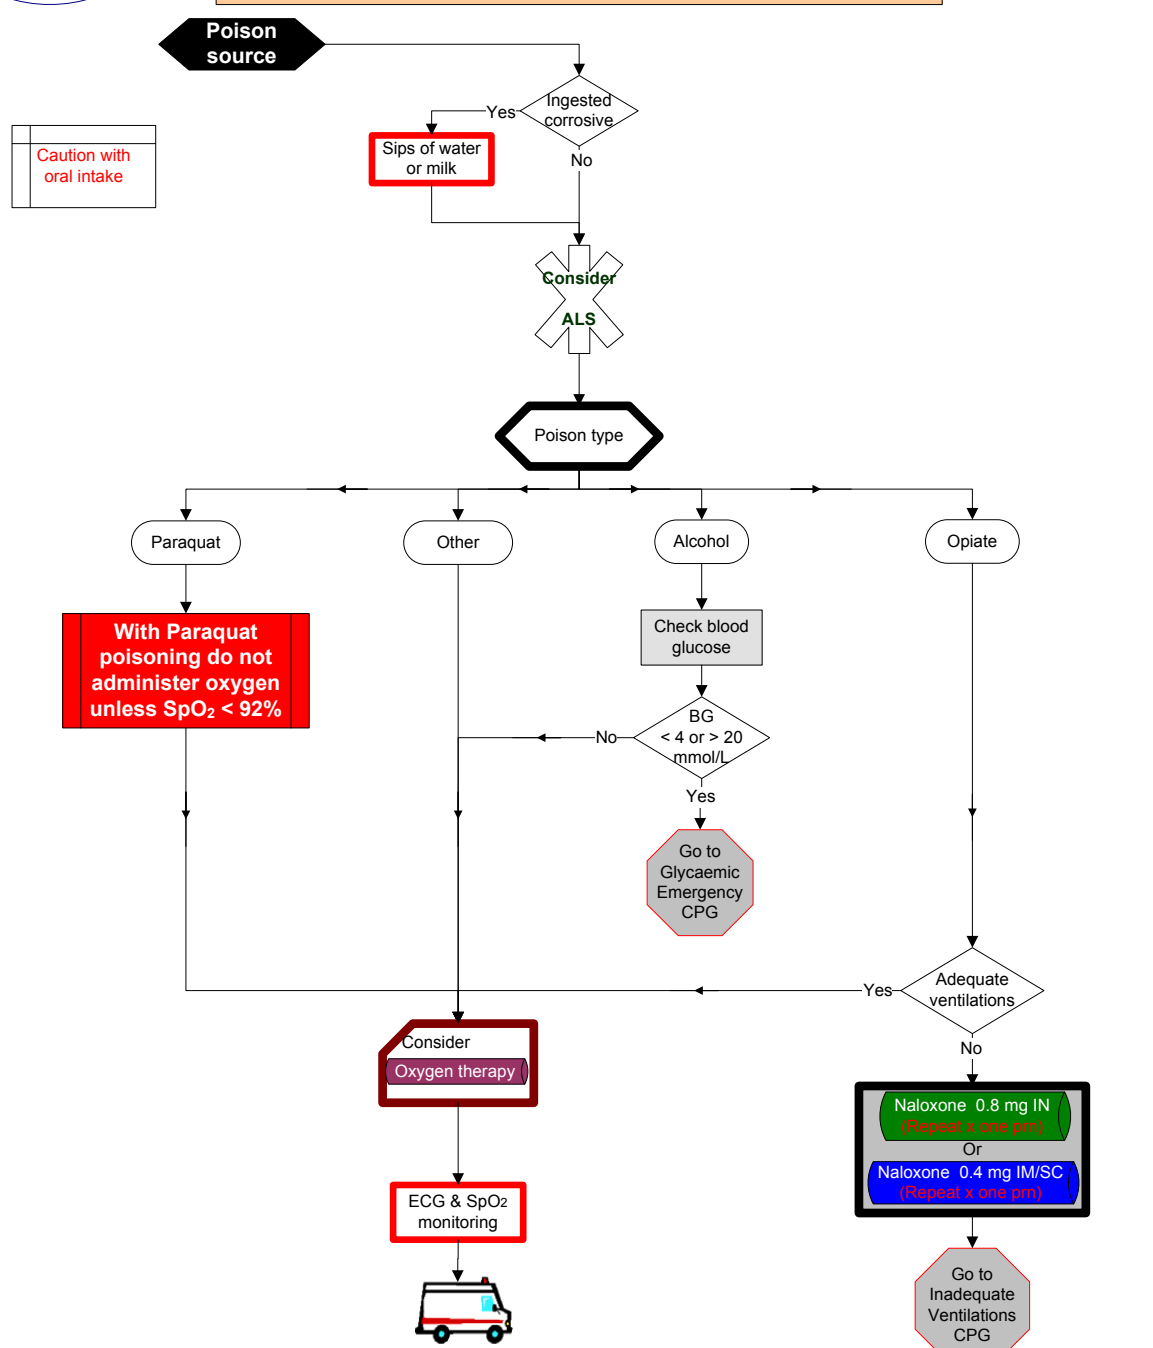 Poison
source
Ingested
corrosive
Yes
Sips of water
or milk
No
Caution with
oral intake
Consider
ALS
Poison type
Paraquat
Other
Alcohol
Opiate
With Paraquat
poisoning do not
administer oxygen
unless SpO₂ < 92%
Check blood
glucose
BG
< 4 or > 20
mmol/L
No
Yes
Go to
Glycaemic
Emergency
CPG
Adequate
ventilations
Yes
No
Consider
Oxygen therapy
Naloxone 0.8 mg IN
(Repeat x one prn)
Or
Naloxone 0.4 mg IM/SC
(Repeat x one prn)
ECG & SpO₂
monitoring
Go to
Inadequate
Ventilations
CPG